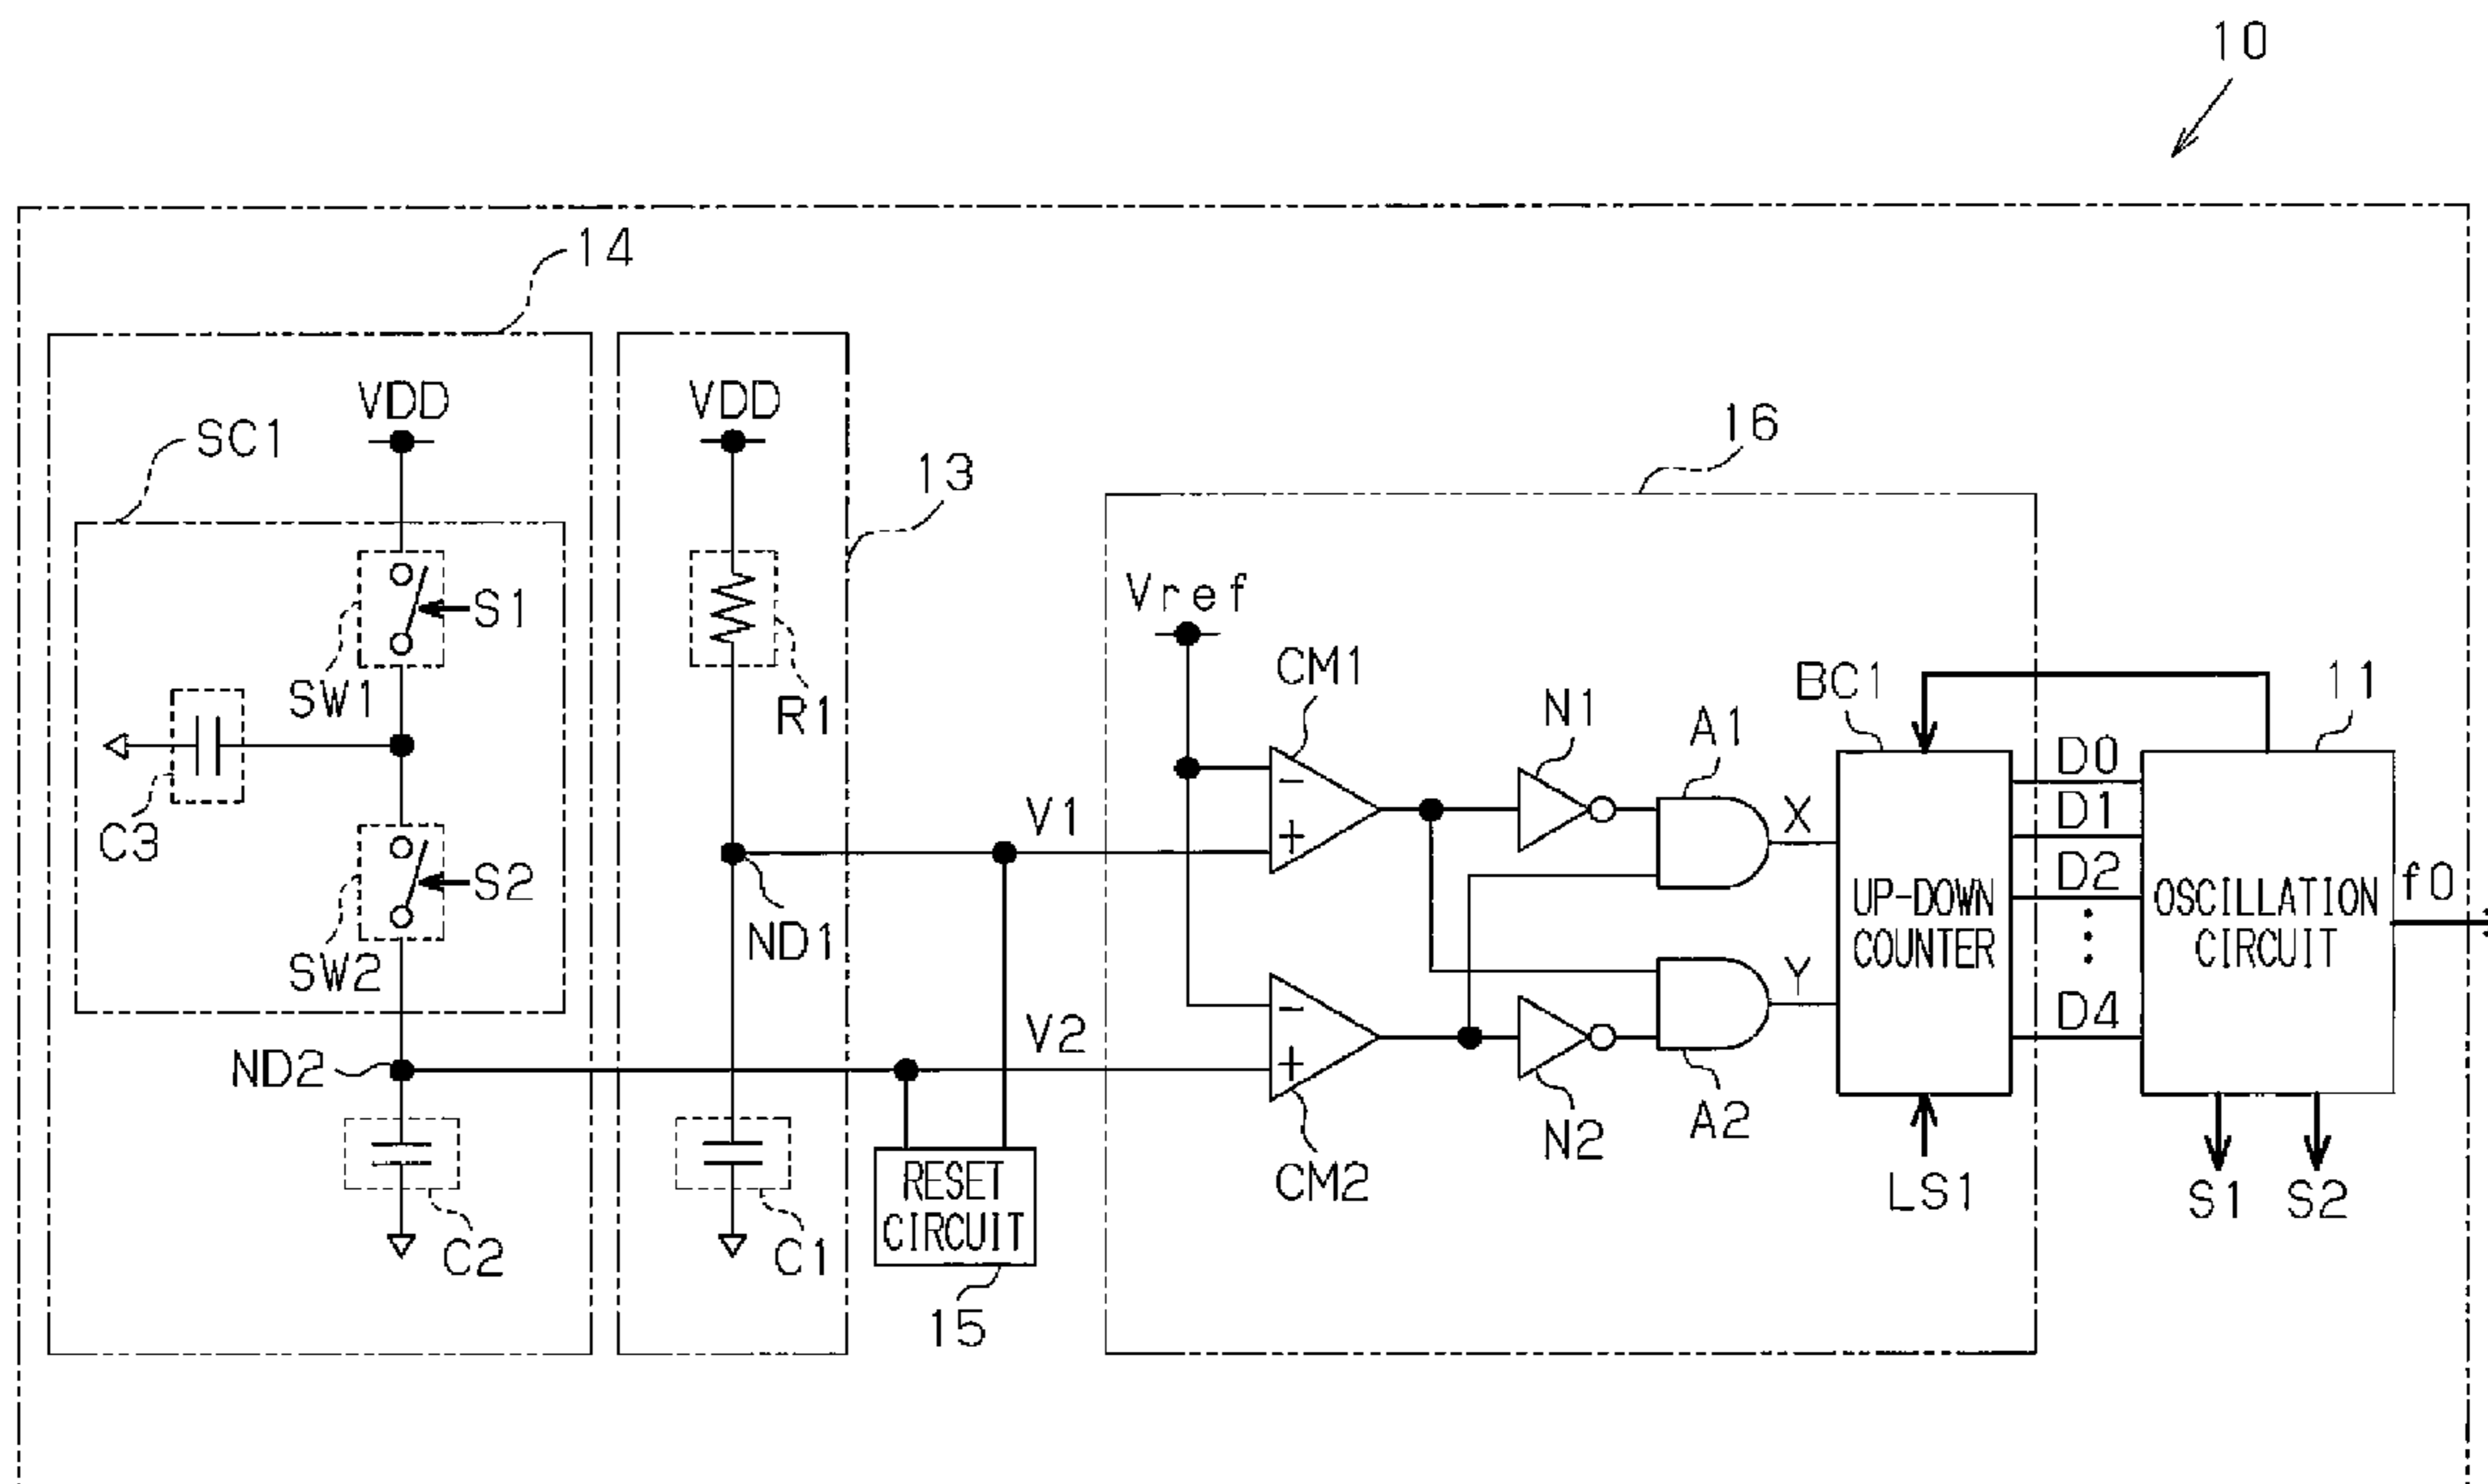 10
14
VDD
VDD
SC1
16
13
Vref
S1
CM1
BC1
11
SW1
R1
N1
A1
D0
C3
V1
X
D1
S2
D2
UP-DOWN
COUNTER
OSCILLATION
CIRCUIT
f0
ND1
SW2
Y
V2
D4
ND2
N2
A2
CM2
RESET
CIRCUIT
LS1
S1
S2
C2
C1
15